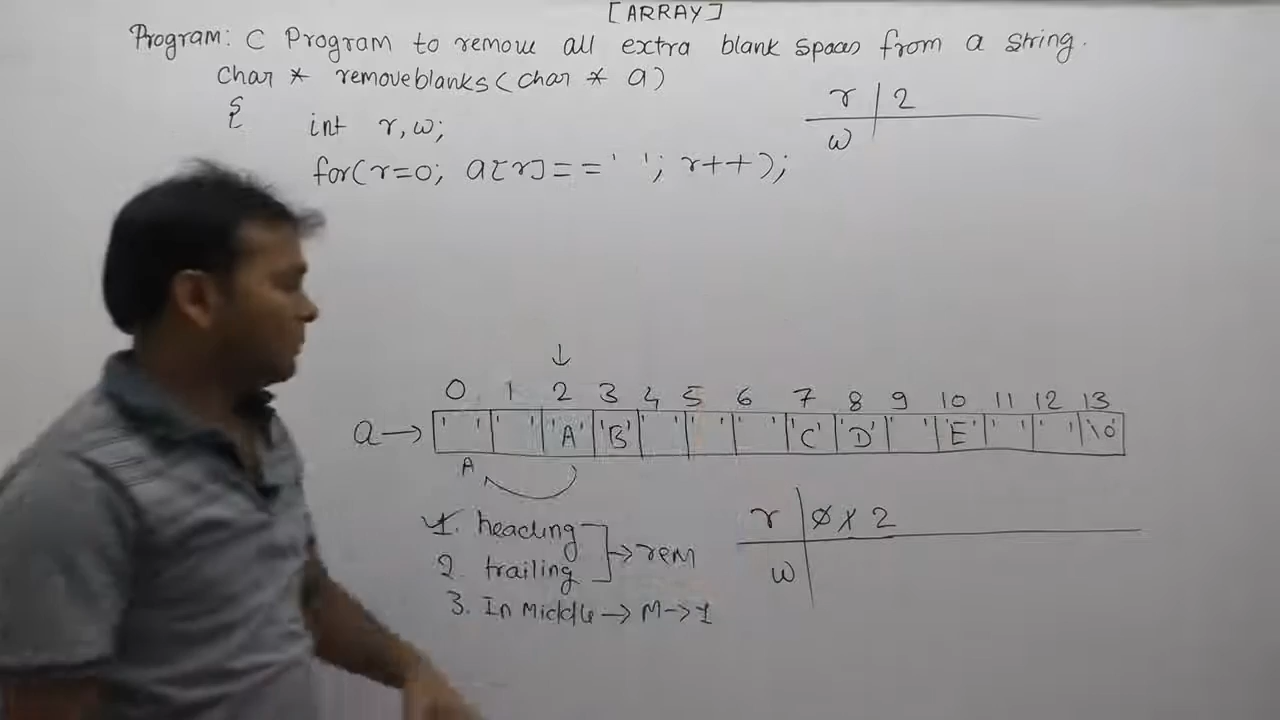 [ARRAY]
Program: C Program to remove all extra blank spaces from a string.
Char * removeblanks(char * a)
{
int r,w;
for(r=0; a[r]==' '; r++);
r 2
w
↓
0 1 2 3 4 5 6 7 8 9 10 11 12 13
a→ ' ' ' ' 'A' 'B' ' ' ' ' ' ' 'C' 'D' ' ' 'E' ' ' ' ' '\0'
A
1. heading
2. trailing → rem
3. In Middle → M->1
r 0 1 2
w